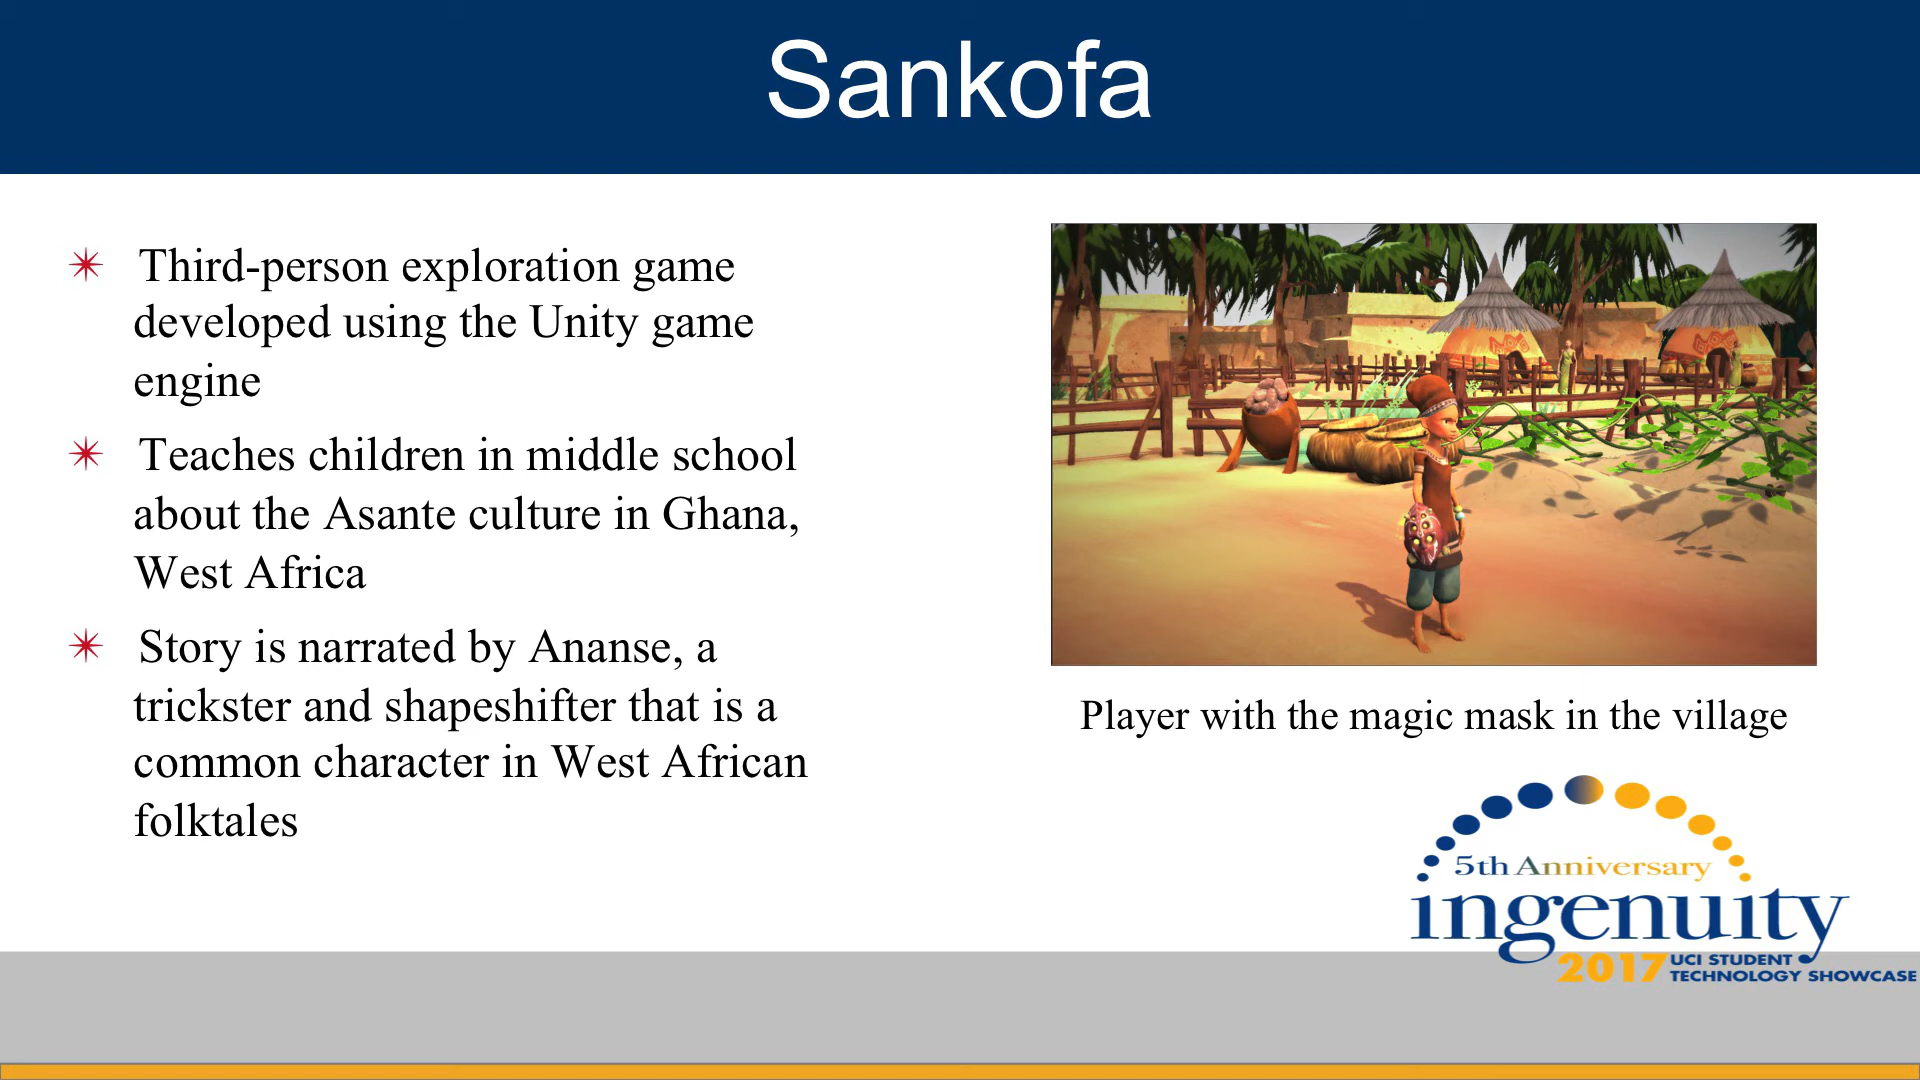 Sankofa
Third-person exploration game
developed using the Unity game
engine
Teaches children in middle school
about the Asante culture in Ghana,
West Africa
Story is narrated by Ananse, a
trickster and shapeshifter that is a
common character in West African
folktales
Player with the magic mask in the village
5th Anniversary
ingenuity
2017 UCI STUDENT
TECHNOLOGY SHOWCASE